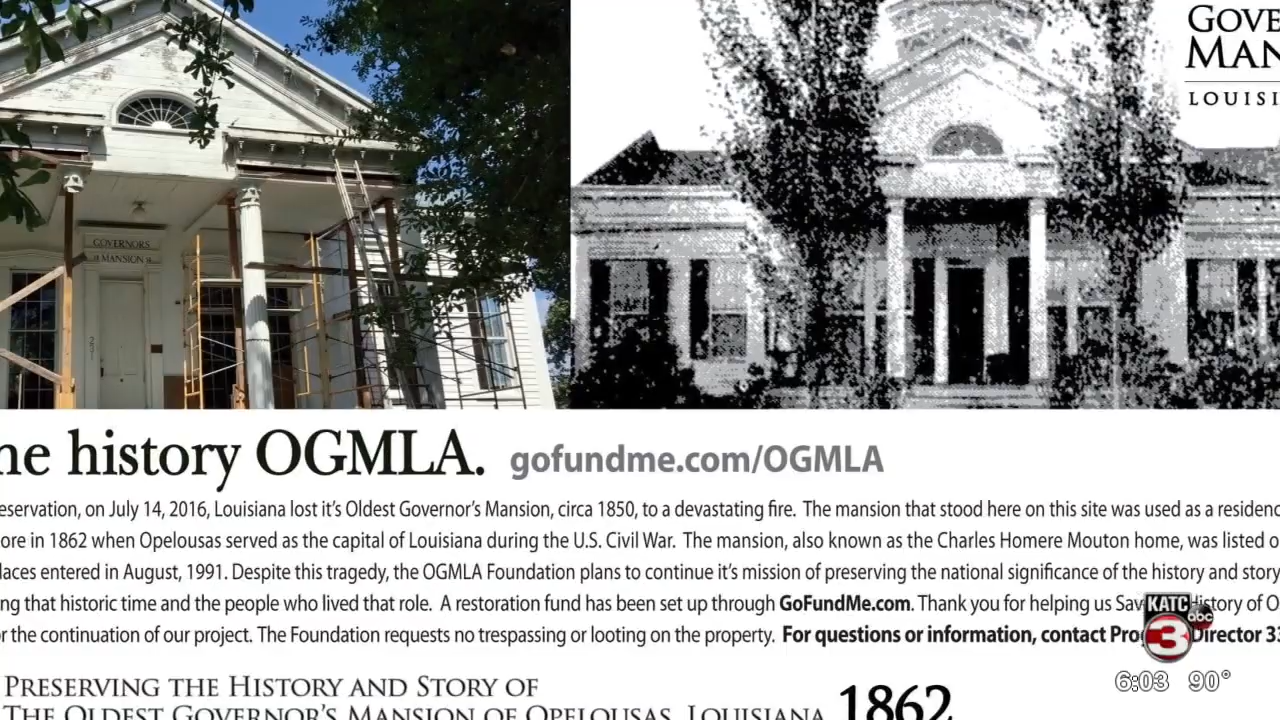 GOVE
MAN
LOUISI
GOVERNORS
MANSION
231
ne history OGMLA. gofundme.com/OGMLA
eservation, on July 14, 2016, Louisiana lost it's Oldest Governor's Mansion, circa 1850, to a devastating fire. The mansion that stood here on this site was used as a residenc
ore in 1862 when Opelousas served as the capital of Louisiana during the U.S. Civil War. The mansion, also known as the Charles Homere Mouton home, was listed o
laces entered in August, 1991. Despite this tragedy, the OGMLA Foundation plans to continue it's mission of preserving the national significance of the history and story
ng that historic time and the people who lived that role. A restoration fund has been set up through GoFundMe.com. Thank you for helping us Sav History of O
or the continuation of our project. The Foundation requests no trespassing or looting on the property. For questions or information, contact Pro Director 33
KATC
abc
3
6:03 90°
PRESERVING THE HISTORY AND STORY OF
THE OLDEST GOVERNOR'S MANSION OF OPELOUSAS, LOUISIANA 1862